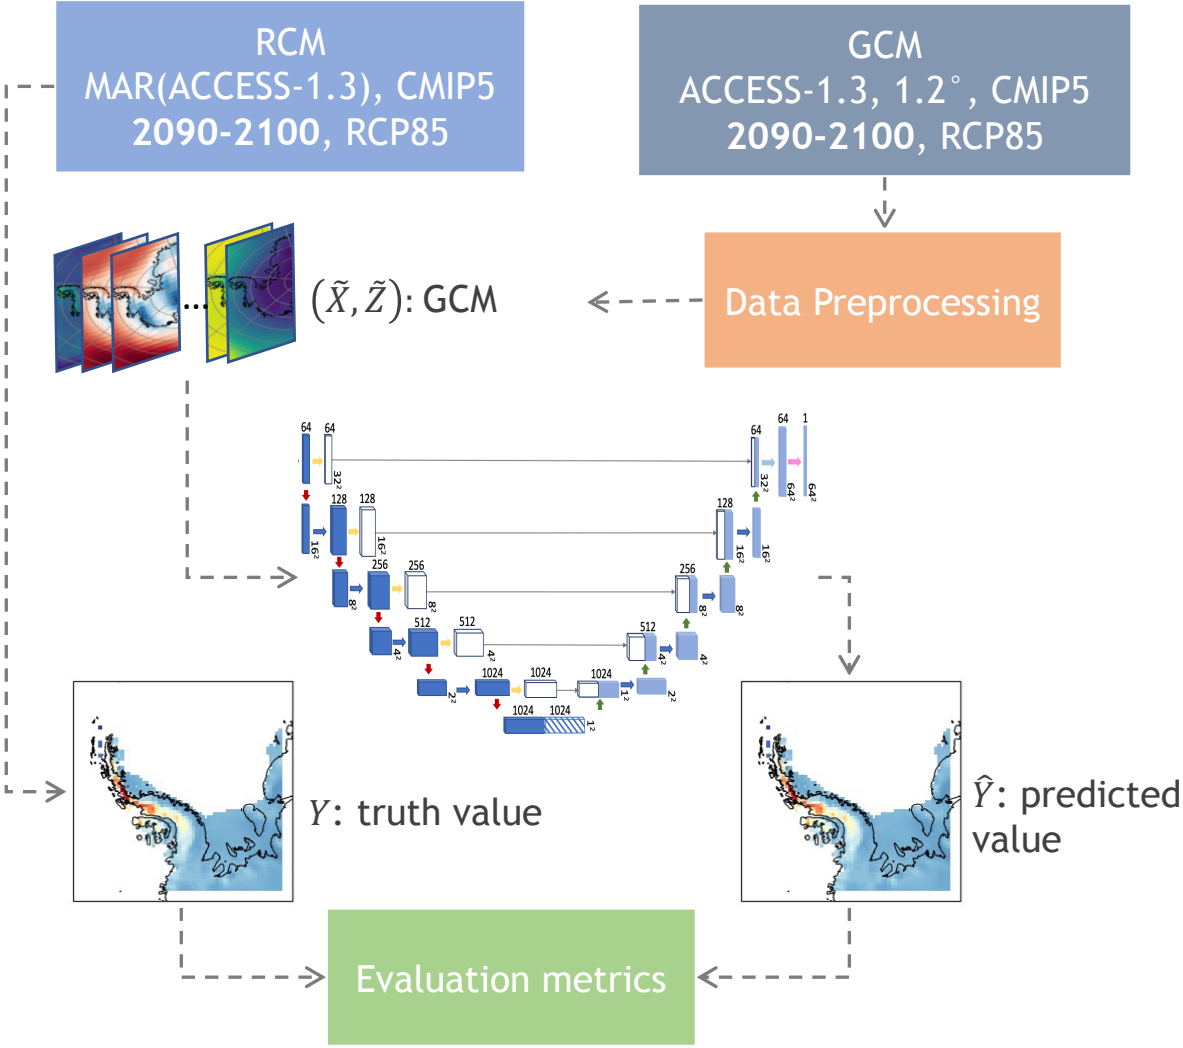 RCM
MAR(ACCESS-1.3), CMIP5
2090-2100, RCP85
GCM
ACCESS-1.3, 1.2°, CMIP5
2090-2100, RCP85
(X̃, Z̃): GCM
...
Data Preprocessing
64 64
32²
64 64 1
32² 64² 64²
128 128
16² 16²
128
16² 16²
256 256
8² 8²
256
8² 8²
512 512
4² 4²
512
4² 4²
1024 1024 1024
2² 1² 2²
1024 1024
1²
Y: truth value
Ŷ: predicted
value
Evaluation metrics